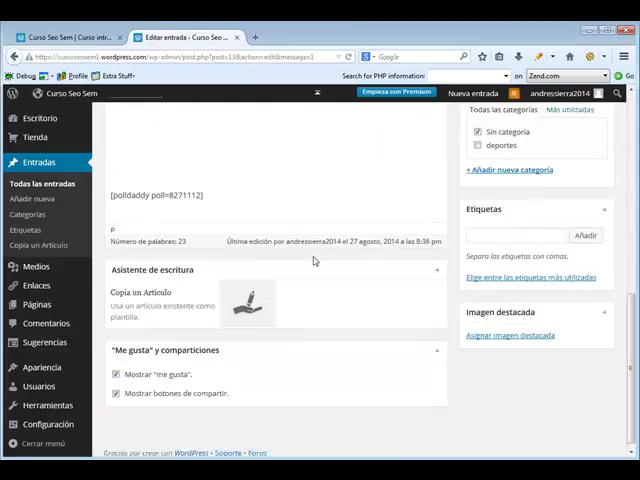 Curso Seo Sem | Curso intr...
Editar entrada ‹ Curso Seo S...
https://cursoseosem1.wordpress.com/wp-admin/post.php?post=13&action=edit&message=1
Google
Debug
Profile
Extra Stuff
Search for PHP information:
on
Zend.com
Go
Curso Seo Sem
Empieza con Premium
Nueva entrada
andressierra2014
Escritorio
Tienda
Entradas
Todas las entradas
Añadir nueva
Categorías
Etiquetas
Copia un Artículo
Medios
Enlaces
Páginas
Comentarios
Sugerencias
Apariencia
Usuarios
Herramientas
Configuración
Cerrar menú
[polldaddy poll=8271112]
p
Número de palabras: 23
Última edición por andressierra2014 el 27 agosto, 2014 a las 8:36 pm
Asistente de escritura
Copia un Artículo
Usa un artículo existente como
plantilla.
"Me gusta" y comparticiones
Mostrar "me gusta".
Mostrar botones de compartir.
Gracias por crear con WordPress • Soporte • Foros
Todas las categorías
Más utilizadas
Sin categoría
deportes
+ Añadir nueva categoría
Etiquetas
Añadir
Separa las etiquetas con comas.
Elige entre las etiquetas más utilizadas
Imagen destacada
Asignar imagen destacada